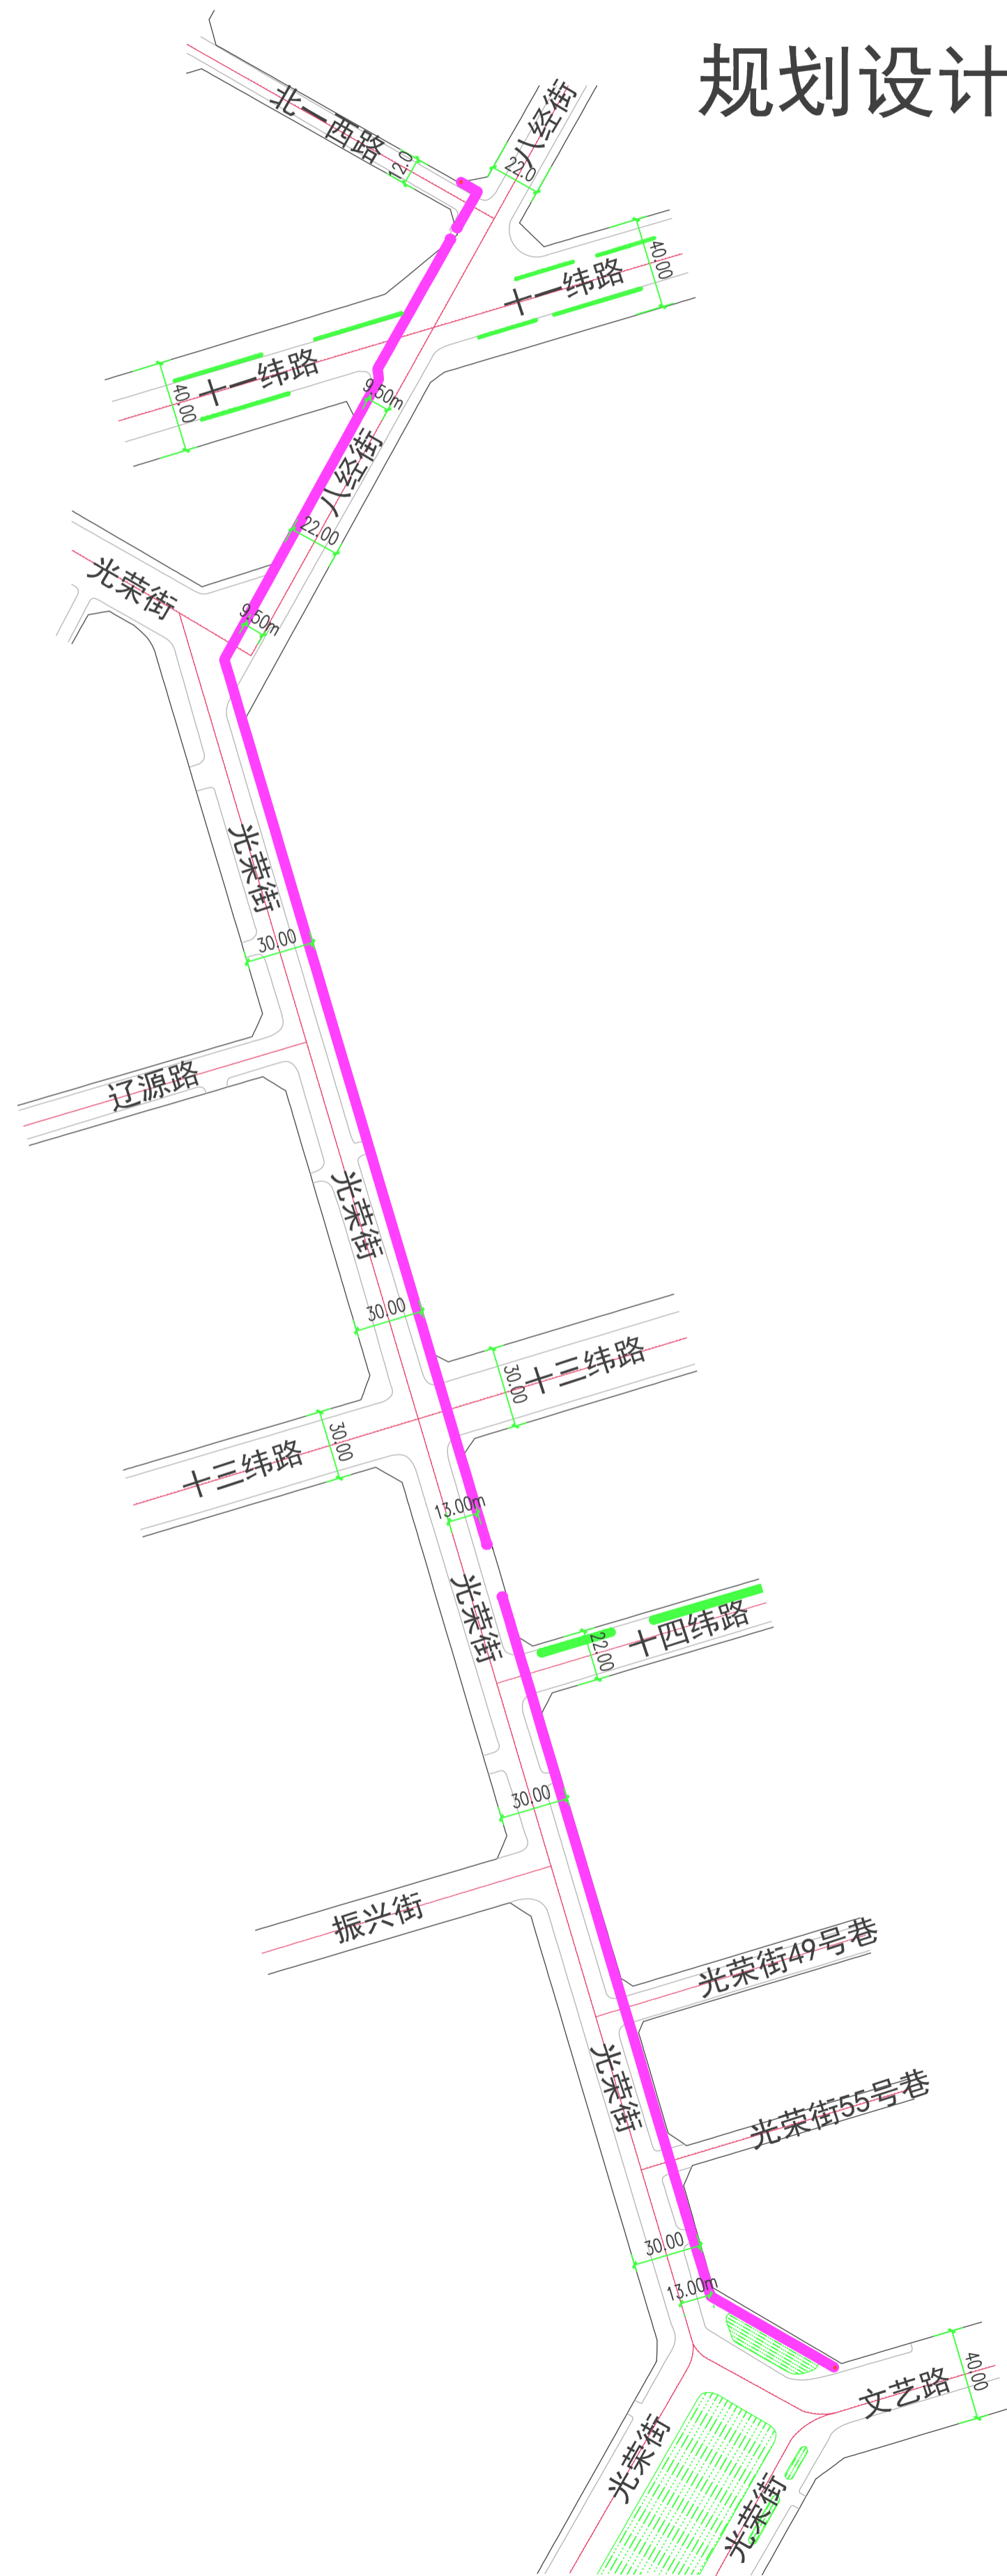 规划设计
北一西路
12.0
八经街
22.0
十一纬路
40.00
十一纬路
40.00
9.50m
八经街
22.00
光荣街
9.50m
光荣街
30.00
辽源路
光荣街
30.00
十三纬路
30.00
十三纬路
30.00
13.00m
光荣街
十四纬路
22.00
30.00
振兴街
光荣街49号巷
光荣街
光荣街55号巷
30.00
13.00m
文艺路
40.00
光荣街
光荣街